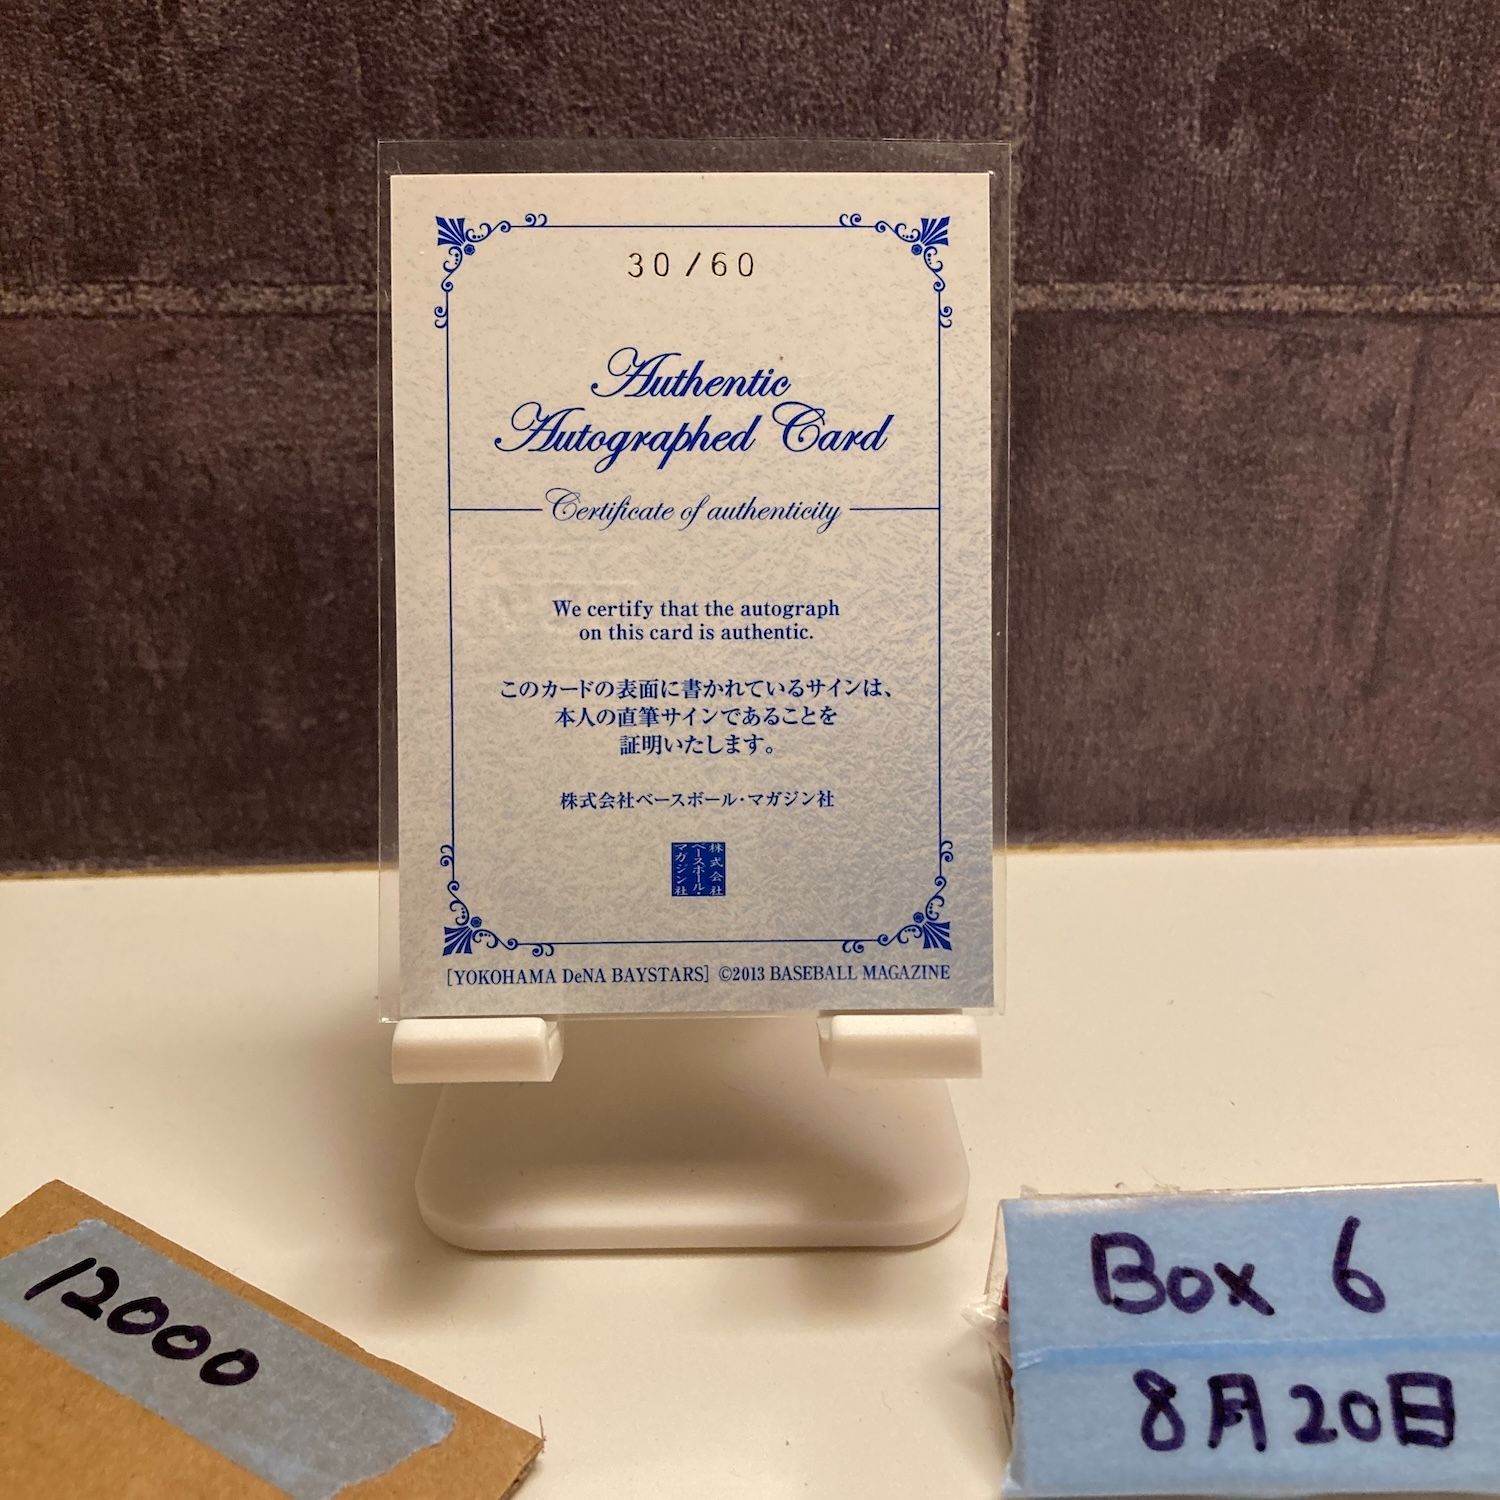 30/60
Authentic
Autographed Card
Certificate of authenticity
We certify that the autograph
on this card is authentic.
このカードの表面に書かれているサインは、
本人の直筆サインであることを
証明いたします。
株式会社ベースボール・マガジン社
株式会社
ベースボール・
マガジン社
[YOKOHAMA DeNA BAYSTARS] ©2013 BASEBALL MAGAZINE
12000
Box 6
8月20日